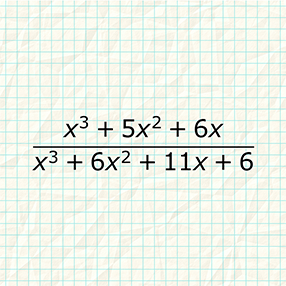 x³ + 5x² + 6x
x³ + 6x² + 11x + 6